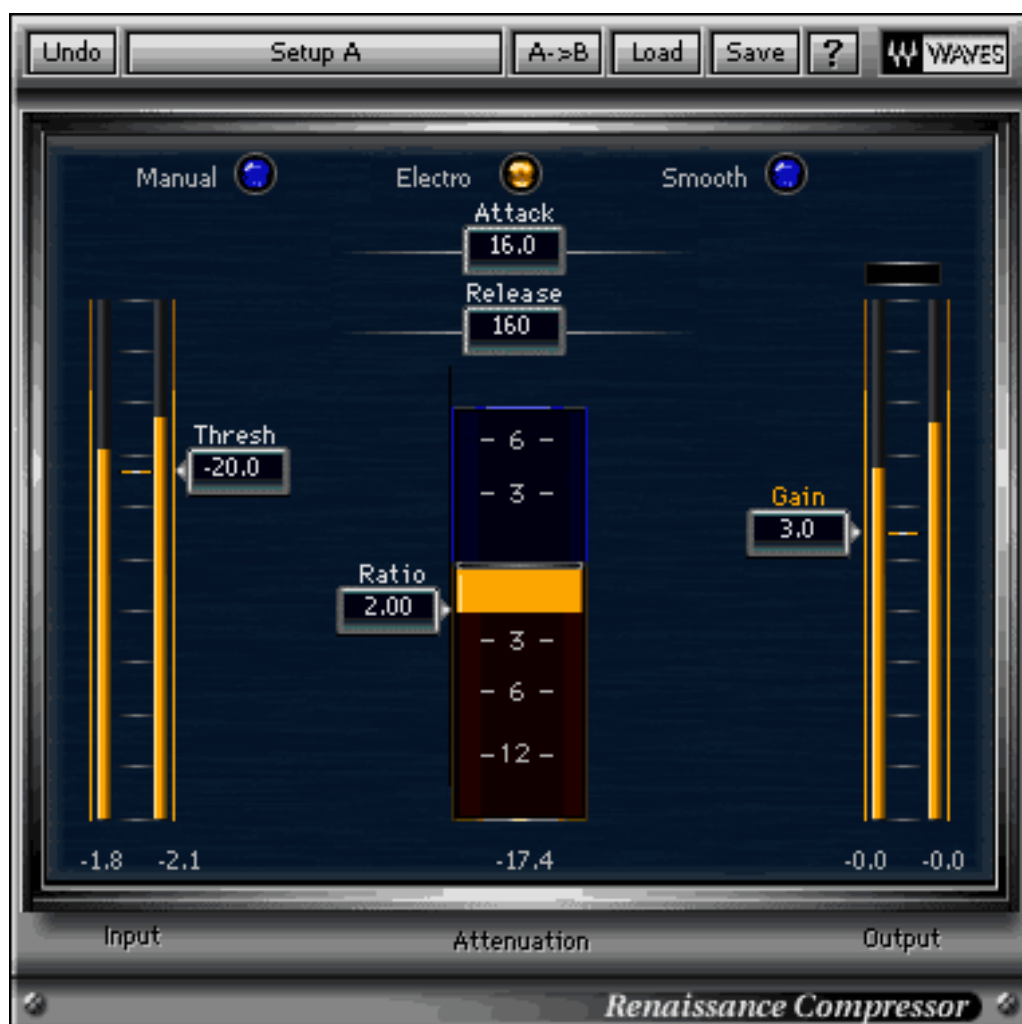 Undo Setup A A->B Load Save ? WAVES
Manual Electro Smooth
Attack
16.0
Release
160
Thresh
-20.0
- 6 -
- 3 -
Gain
3.0
Ratio
2.00
- 3 -
- 6 -
-12 -
-1.8 -2.1 -17.4 -0.0 -0.0
Input Attenuation Output
Renaissance Compressor